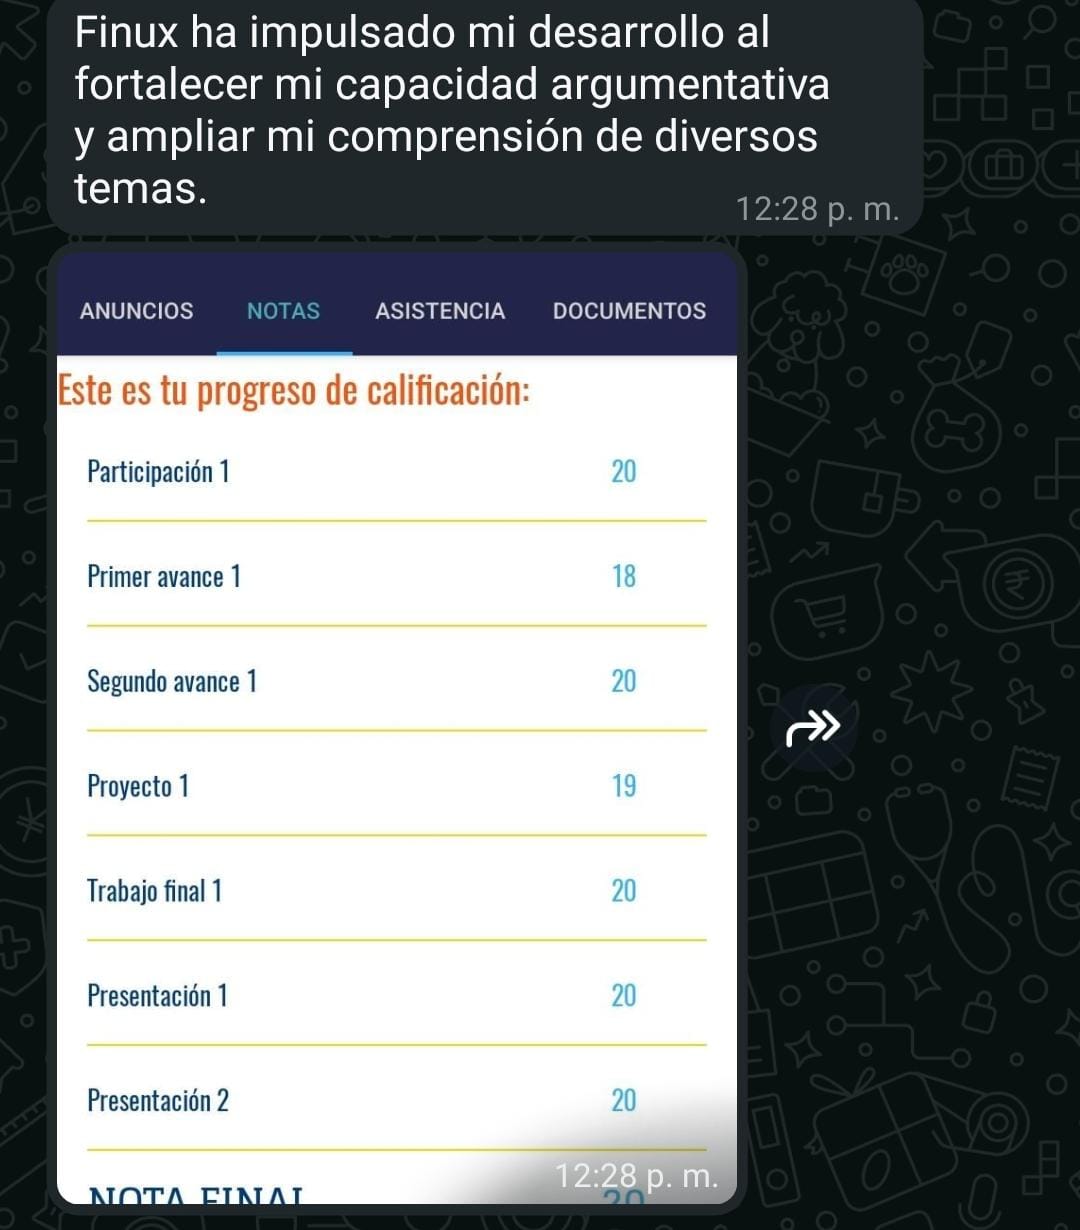 Finux ha impulsado mi desarrollo al
fortalecer mi capacidad argumentativa
y ampliar mi comprensión de diversos
temas.
12:28 p. m.
ANUNCIOS NOTAS ASISTENCIA DOCUMENTOS
Este es tu progreso de calificación:
Participación 1 20
Primer avance 1 18
Segundo avance 1 20
Proyecto 1 19
Trabajo final 1 20
Presentación 1 20
Presentación 2 20
12:28 p. m.
NOTA FINAL 20